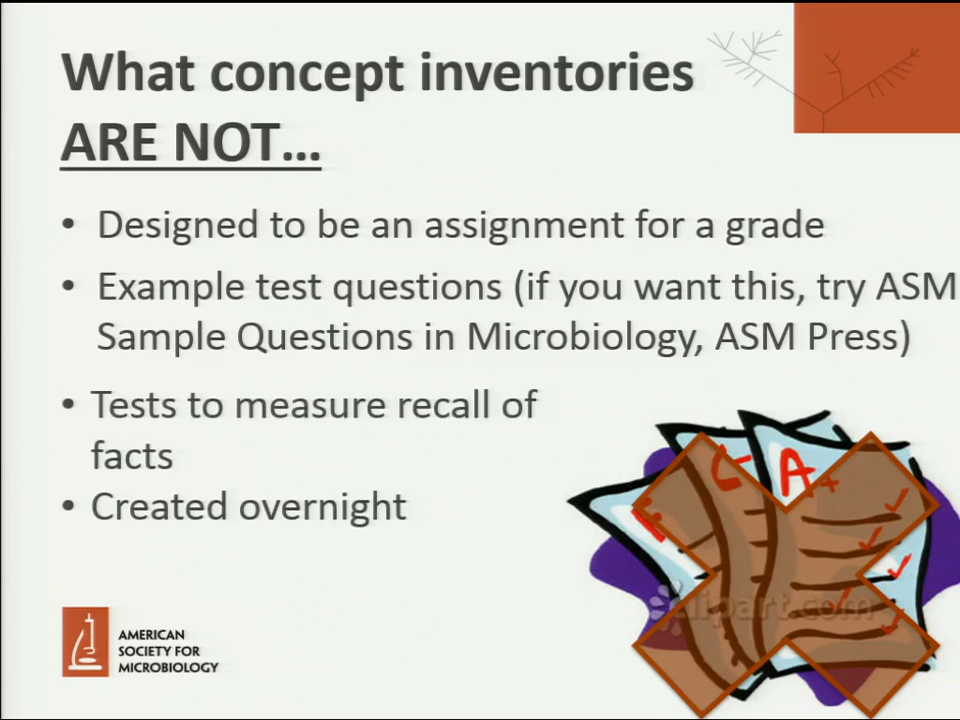 What concept inventories
ARE NOT...
• Designed to be an assignment for a grade
• Example test questions (if you want this, try ASM
Sample Questions in Microbiology, ASM Press)
• Tests to measure recall of
facts
• Created overnight
C-
A+
clipart.com
AMERICAN
SOCIETY FOR
MICROBIOLOGY